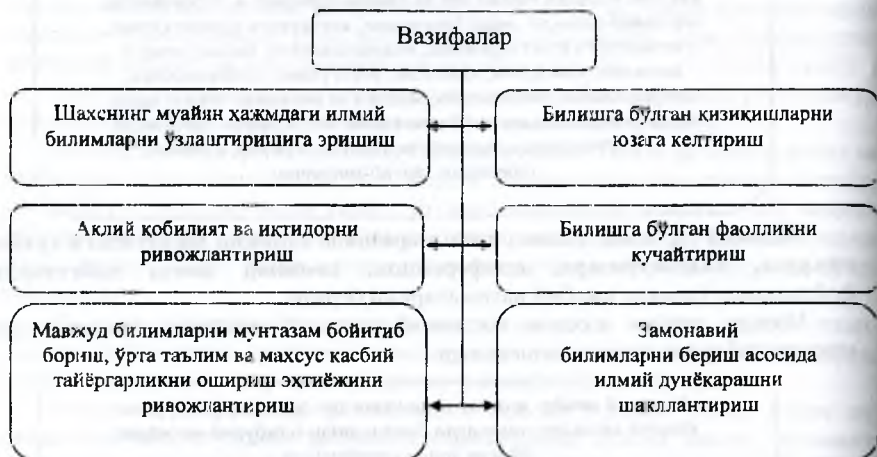 Вазифалар
Шахснинг муайян ҳажмдаги илмий
билимларни ўзлаштиришига эришиш
Билишга бўлган қизиқишларни
юзага келтириш
Ақлий қобилият ва иқтидорни
ривожлантириш
Билишга бўлган фаолликни
кучайтириш
Мавжуд билимларни мунтазам бойитиб
бориш, ўрта таълим ва махсус касбий
тайёргарликни ошириш эҳтиёжини
ривожлантириш
Замонавий
билимларни бериш асосида
илмий дунёқарашни
шакллантириш